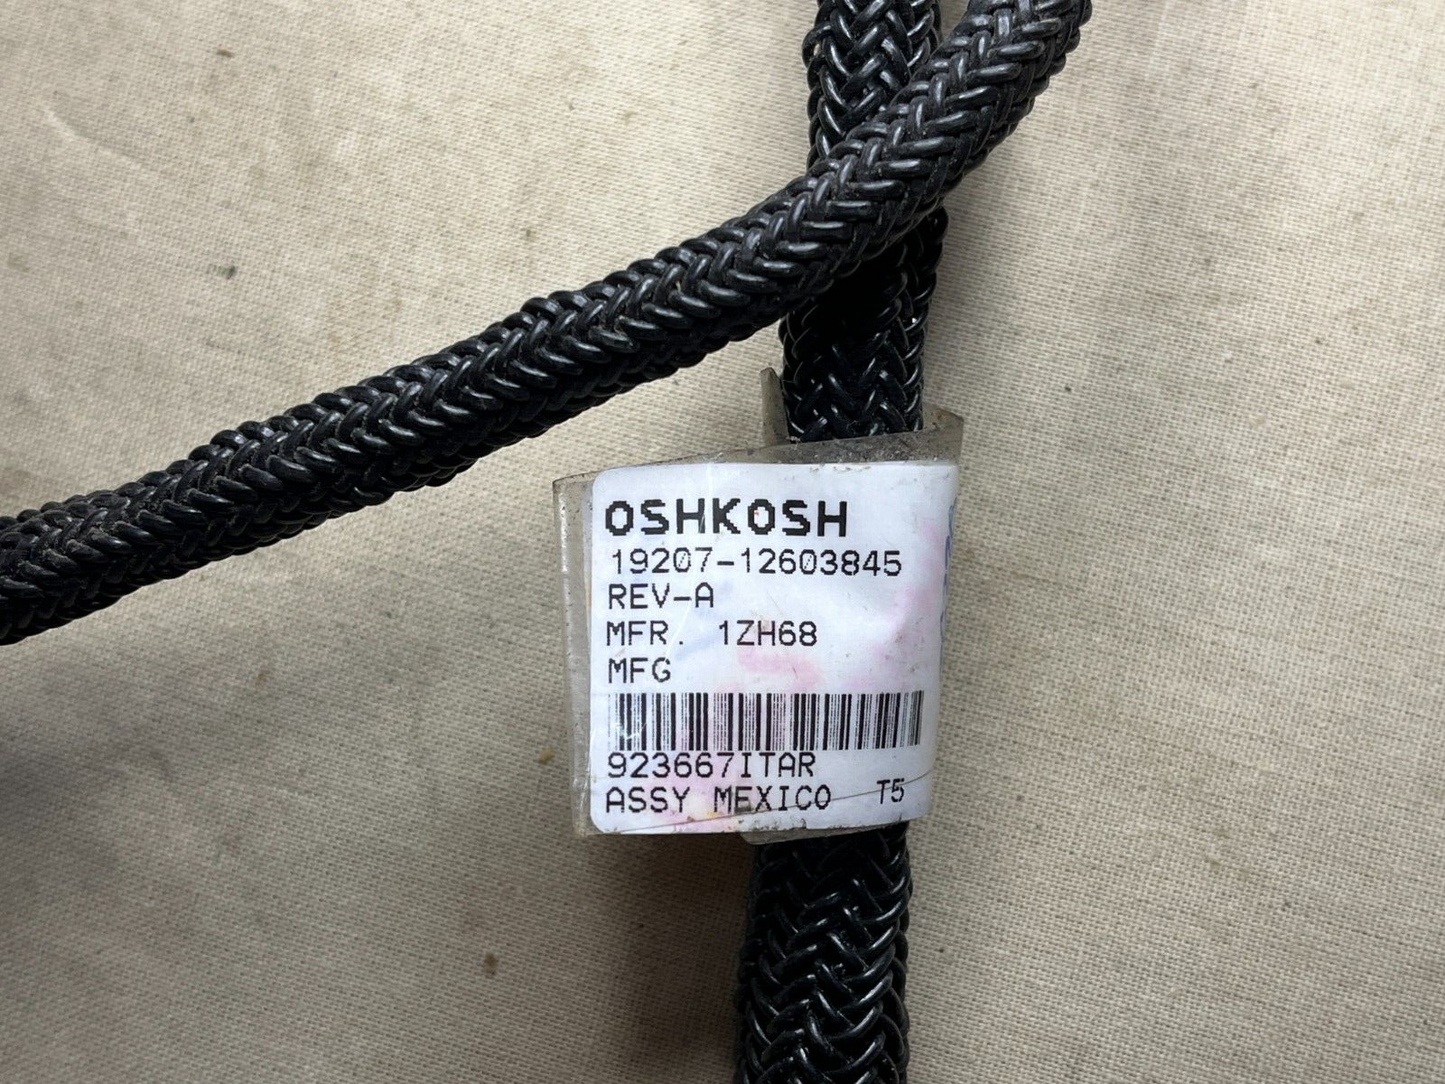 OSHKOSH
19207-12603845
REV-A
MFR. 1ZH68
MFG
923667ITAR
ASSY MEXICO T5